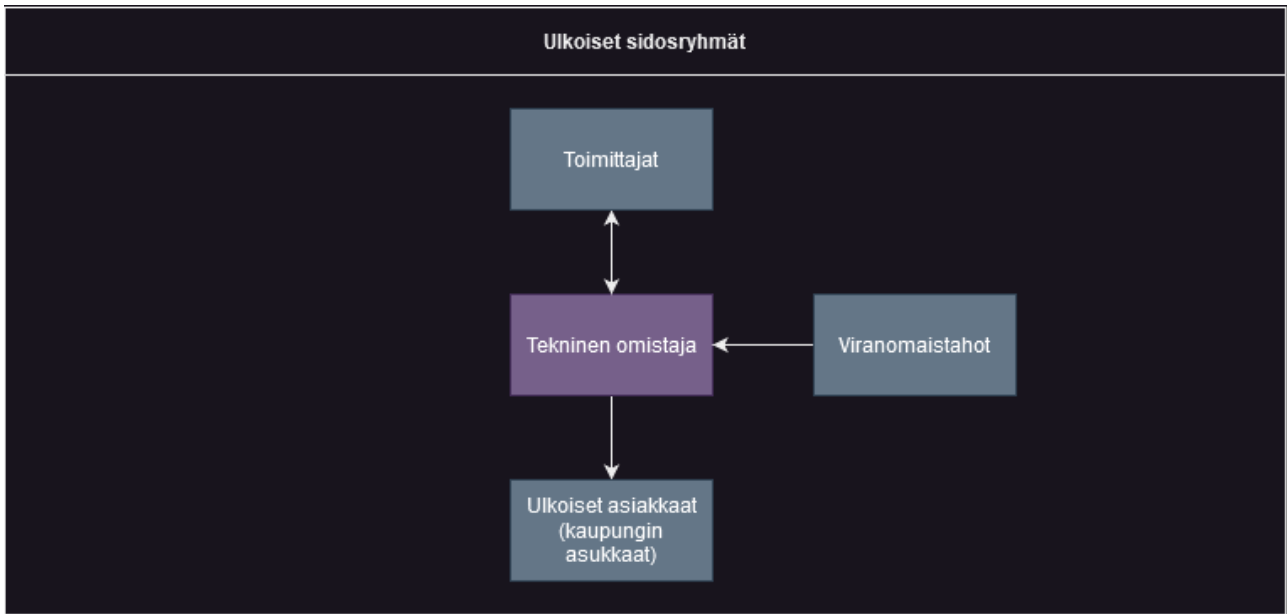 Ulkoiset sidosryhmät
Toimittajat
Tekninen omistaja
Viranomaistahot
Ulkoiset asiakkaat
(kaupungin
asukkaat)